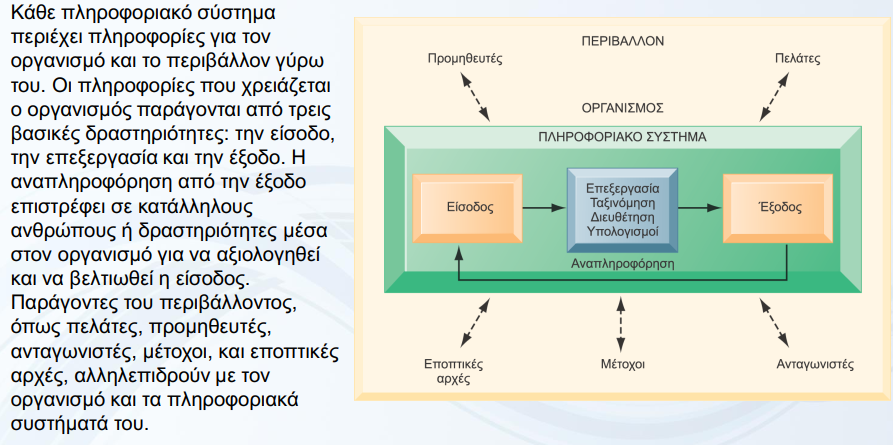 Κάθε πληροφοριακό σύστημα
περιέχει πληροφορίες για τον
οργανισμό και το περιβάλλον γύρω
του. Οι πληροφορίες που χρειάζεται
ο οργανισμός παράγονται από τρεις
βασικές δραστηριότητες: την είσοδο,
την επεξεργασία και την έξοδο. Η
αναπληροφόρηση από την έξοδο
επιστρέφει σε κατάλληλους
ανθρώπους ή δραστηριότητες μέσα
στον οργανισμό για να αξιολογηθεί
και να βελτιωθεί η είσοδος.
Παράγοντες του περιβάλλοντος,
όπως πελάτες, προμηθευτές,
ανταγωνιστές, μέτοχοι, και εποπτικές
αρχές, αλληλεπιδρούν με τον
οργανισμό και τα πληροφοριακά
συστήματά του.
ΠΕΡΙΒΑΛΛΟΝ
Προμηθευτές
Πελάτες
ΟΡΓΑΝΙΣΜΟΣ
ΠΛΗΡΟΦΟΡΙΑΚΟ ΣΥΣΤΗΜΑ
Είσοδος
Επεξεργασία
Ταξινόμηση
Διευθέτηση
Υπολογισμοί
Έξοδος
Αναπληροφόρηση
Εποπτικές
αρχές
Μέτοχοι
Ανταγωνιστές